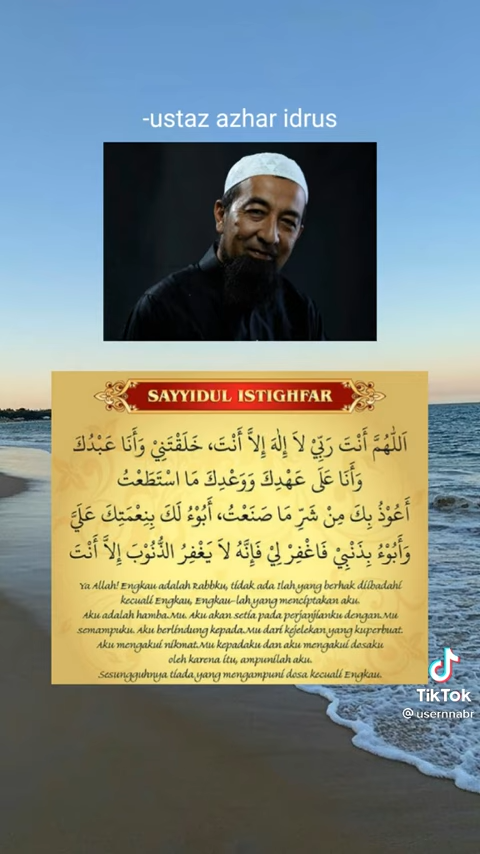 -ustaz azhar idrus
SAYYIDUL ISTIGHFAR
اَللّٰهُمَّ أَنْتَ رَبِّيْ لاَ إِلٰهَ إِلاَّ أَنْتَ، خَلَقْتَنِيْ وَأَنَا عَبْدُكَ
وَأَنَا عَلَى عَهْدِكَ وَوَعْدِكَ مَا اسْتَطَعْتُ
أَعُوْذُ بِكَ مِنْ شَرِّ مَا صَنَعْتُ، أَبُوْءُ لَكَ بِنِعْمَتِكَ عَلَيَّ
وَأَبُوْءُ بِذَنْبِيْ فَاغْفِرْ لِيْ فَإِنَّهُ لاَ يَغْفِرُ الذُّنُوْبَ إِلاَّ أَنْتَ
Ya Allah! Engkau adalah Rabbku, tidak ada Ilah yang berhak diibadahi
kecuali Engkau, Engkau-lah yang menciptakan aku.
Aku adalah hamba.Mu. Aku akan setia pada perjanjianku dengan.Mu
semampuku. Aku berlindung kepada.Mu dari kejelekan yang kuperbuat.
Aku mengakui nikmat.Mu kepadaku dan aku mengakui dosaku
oleh karena itu, ampunilah aku.
Sesungguhnya tiada yang mengampuni dosa kecuali Engkau.
TikTok
@usernnabr